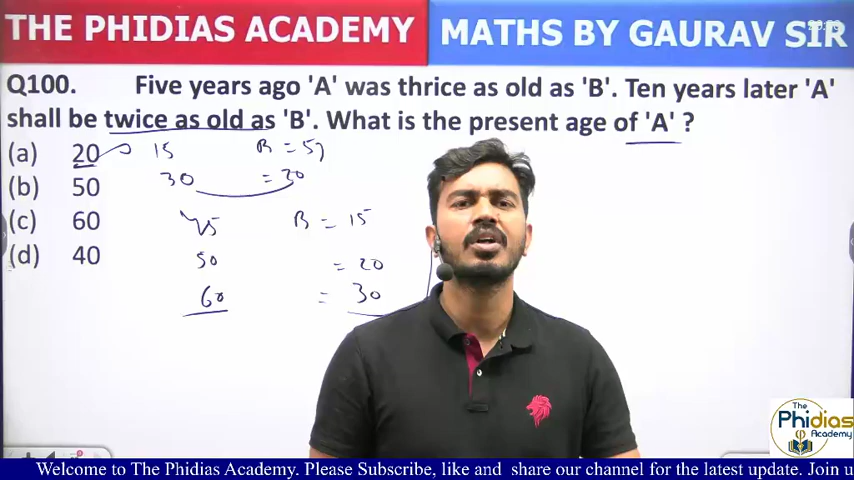 THE PHIDIAS ACADEMY
MATHS BY GAURAV SIR
Q100. Five years ago 'A' was thrice as old as 'B'. Ten years later 'A'
shall be twice as old as 'B'. What is the present age of 'A' ?
(a) 20
15 B = 5
(b) 50
30 = 20
(c) 60
45 B = 15
(d) 40
50 = 20
60 = 30
The
Phidias
Academy
Welcome to The Phidias Academy. Please Subscribe, like and share our channel for the latest update. Join u